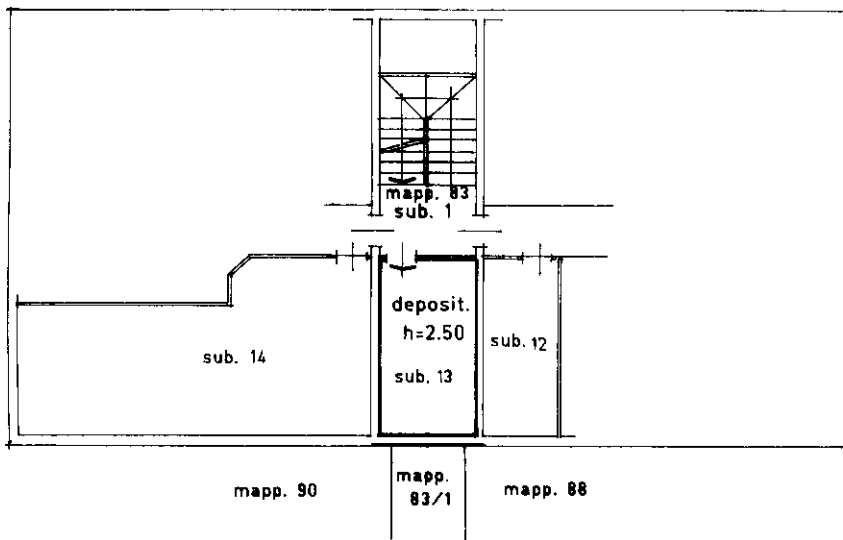 mapp. 83
sub. 1
deposit.
h=2.50
sub. 12
sub. 14
sub. 13
mapp. 90
mapp.
83/1
mapp. 88